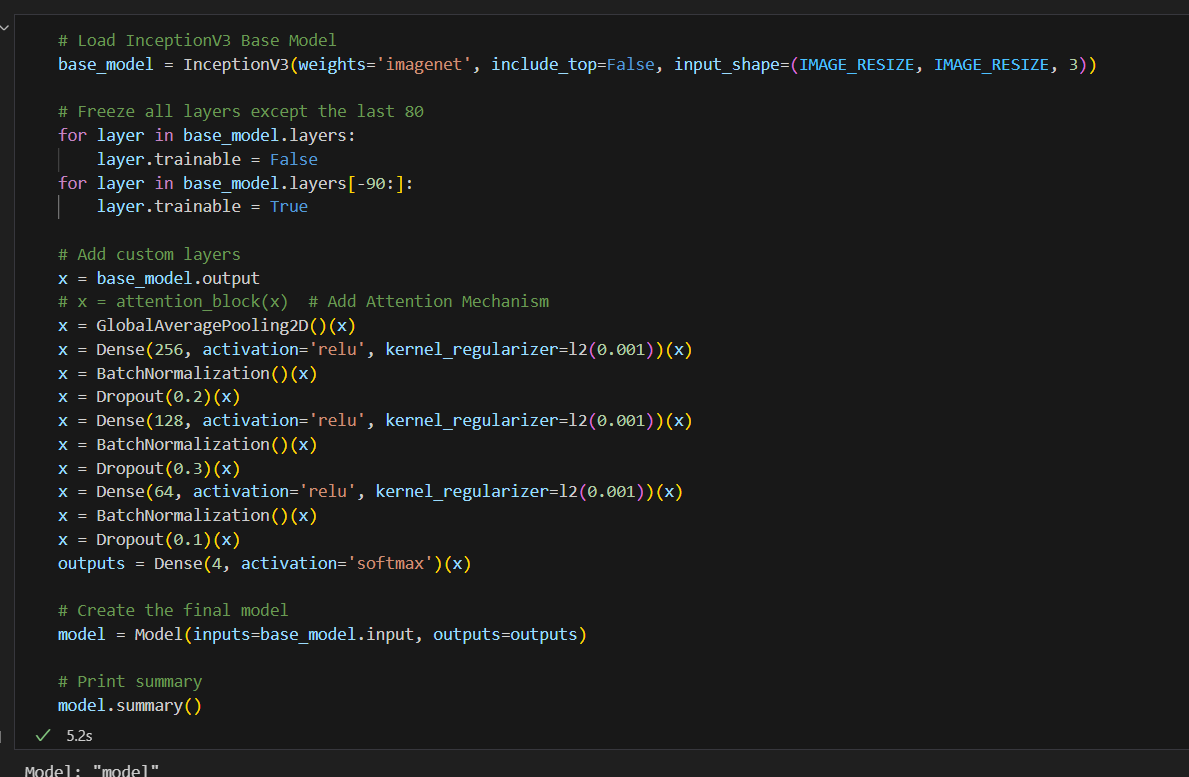 # Load InceptionV3 Base Model
base_model = InceptionV3(weights='imagenet', include_top=False, input_shape=(IMAGE_RESIZE, IMAGE_RESIZE, 3))
# Freeze all layers except the last 80
for layer in base_model.layers:
    layer.trainable = False
for layer in base_model.layers[-90:]:
    layer.trainable = True
# Add custom layers
x = base_model.output
# x = attention_block(x)  # Add Attention Mechanism
x = GlobalAveragePooling2D()(x)
x = Dense(256, activation='relu', kernel_regularizer=l2(0.001))(x)
x = BatchNormalization()(x)
x = Dropout(0.2)(x)
x = Dense(128, activation='relu', kernel_regularizer=l2(0.001))(x)
x = BatchNormalization()(x)
x = Dropout(0.3)(x)
x = Dense(64, activation='relu', kernel_regularizer=l2(0.001))(x)
x = BatchNormalization()(x)
x = Dropout(0.1)(x)
outputs = Dense(4, activation='softmax')(x)
# Create the final model
model = Model(inputs=base_model.input, outputs=outputs)
# Print summary
model.summary()
5.2s
Model: "model"